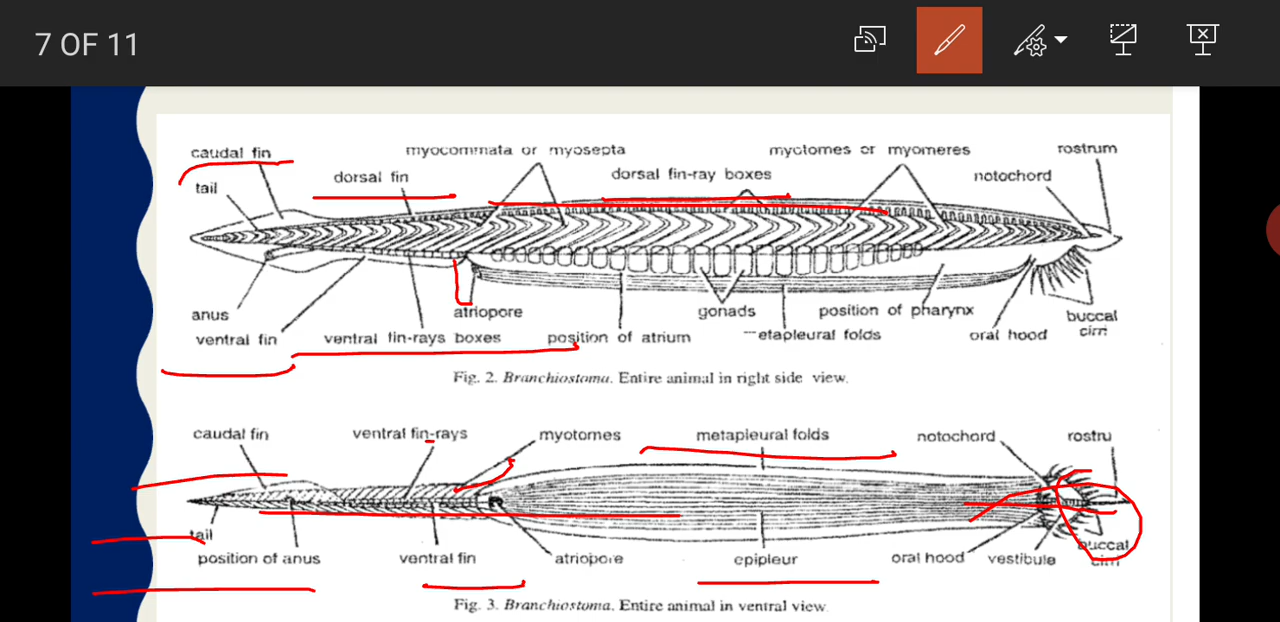 7 OF 11
caudal fin
myocommata or myosepta
myotomes or myomeres
rostrum
dorsal fin
dorsal fin-ray boxes
notochord
tail
anus
atriopore
gonads
position of pharynx
buccal
cirri
ventral fin
ventral fin-rays boxes
position of atrium
etapleural folds
oral hood
Fig. 2. Branchiostoma. Entire animal in right side view.
caudal fin
ventral fin-rays
myotomes
metapleural folds
notochord
rostru
tail
position of anus
ventral fin
atriopore
epipleur
oral hood
vestibule
buccal
cirri
Fig. 3. Branchiostoma. Entire animal in ventral view.